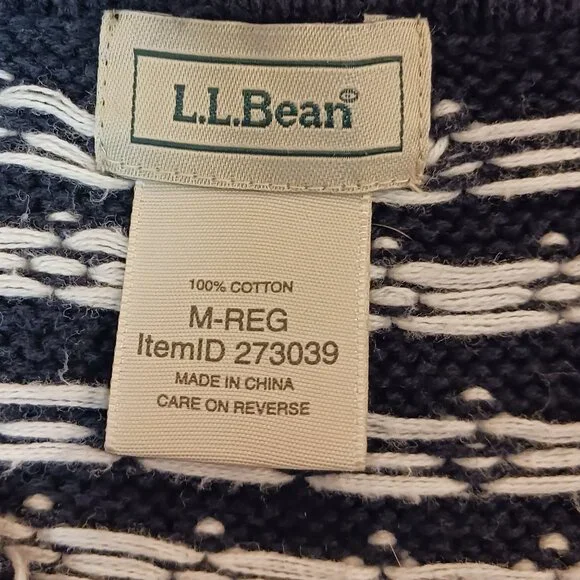 L.L.Bean®
100% COTTON
M-REG
ItemID 273039
MADE IN CHINA
CARE ON REVERSE